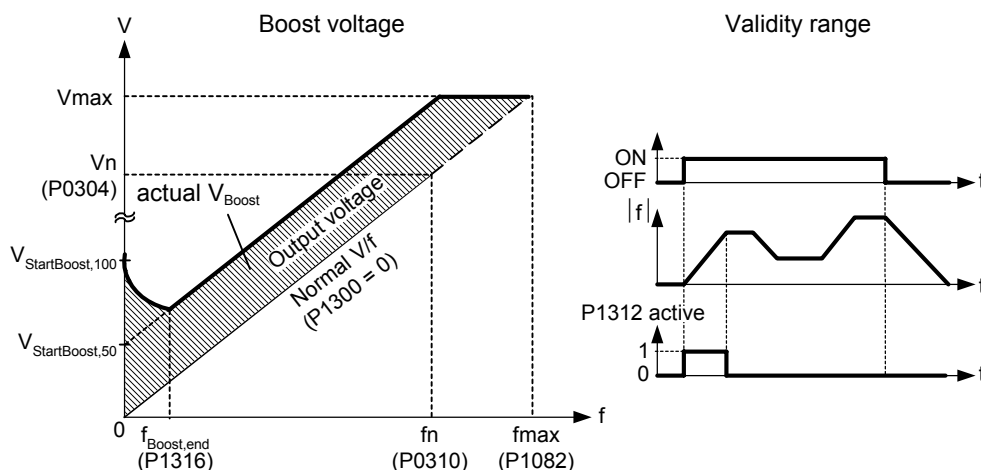 Boost voltage
V
Vmax
Vn
(P0304)
actual VBoost
Output voltage
Normal V/f
(P1300 = 0)
VStartBoost,100
VStartBoost,50
0
f
fBoost,end
(P1316)
fn
(P0310)
fmax
(P1082)
Validity range
ON
OFF
t
|f|
t
P1312 active
1
0
t